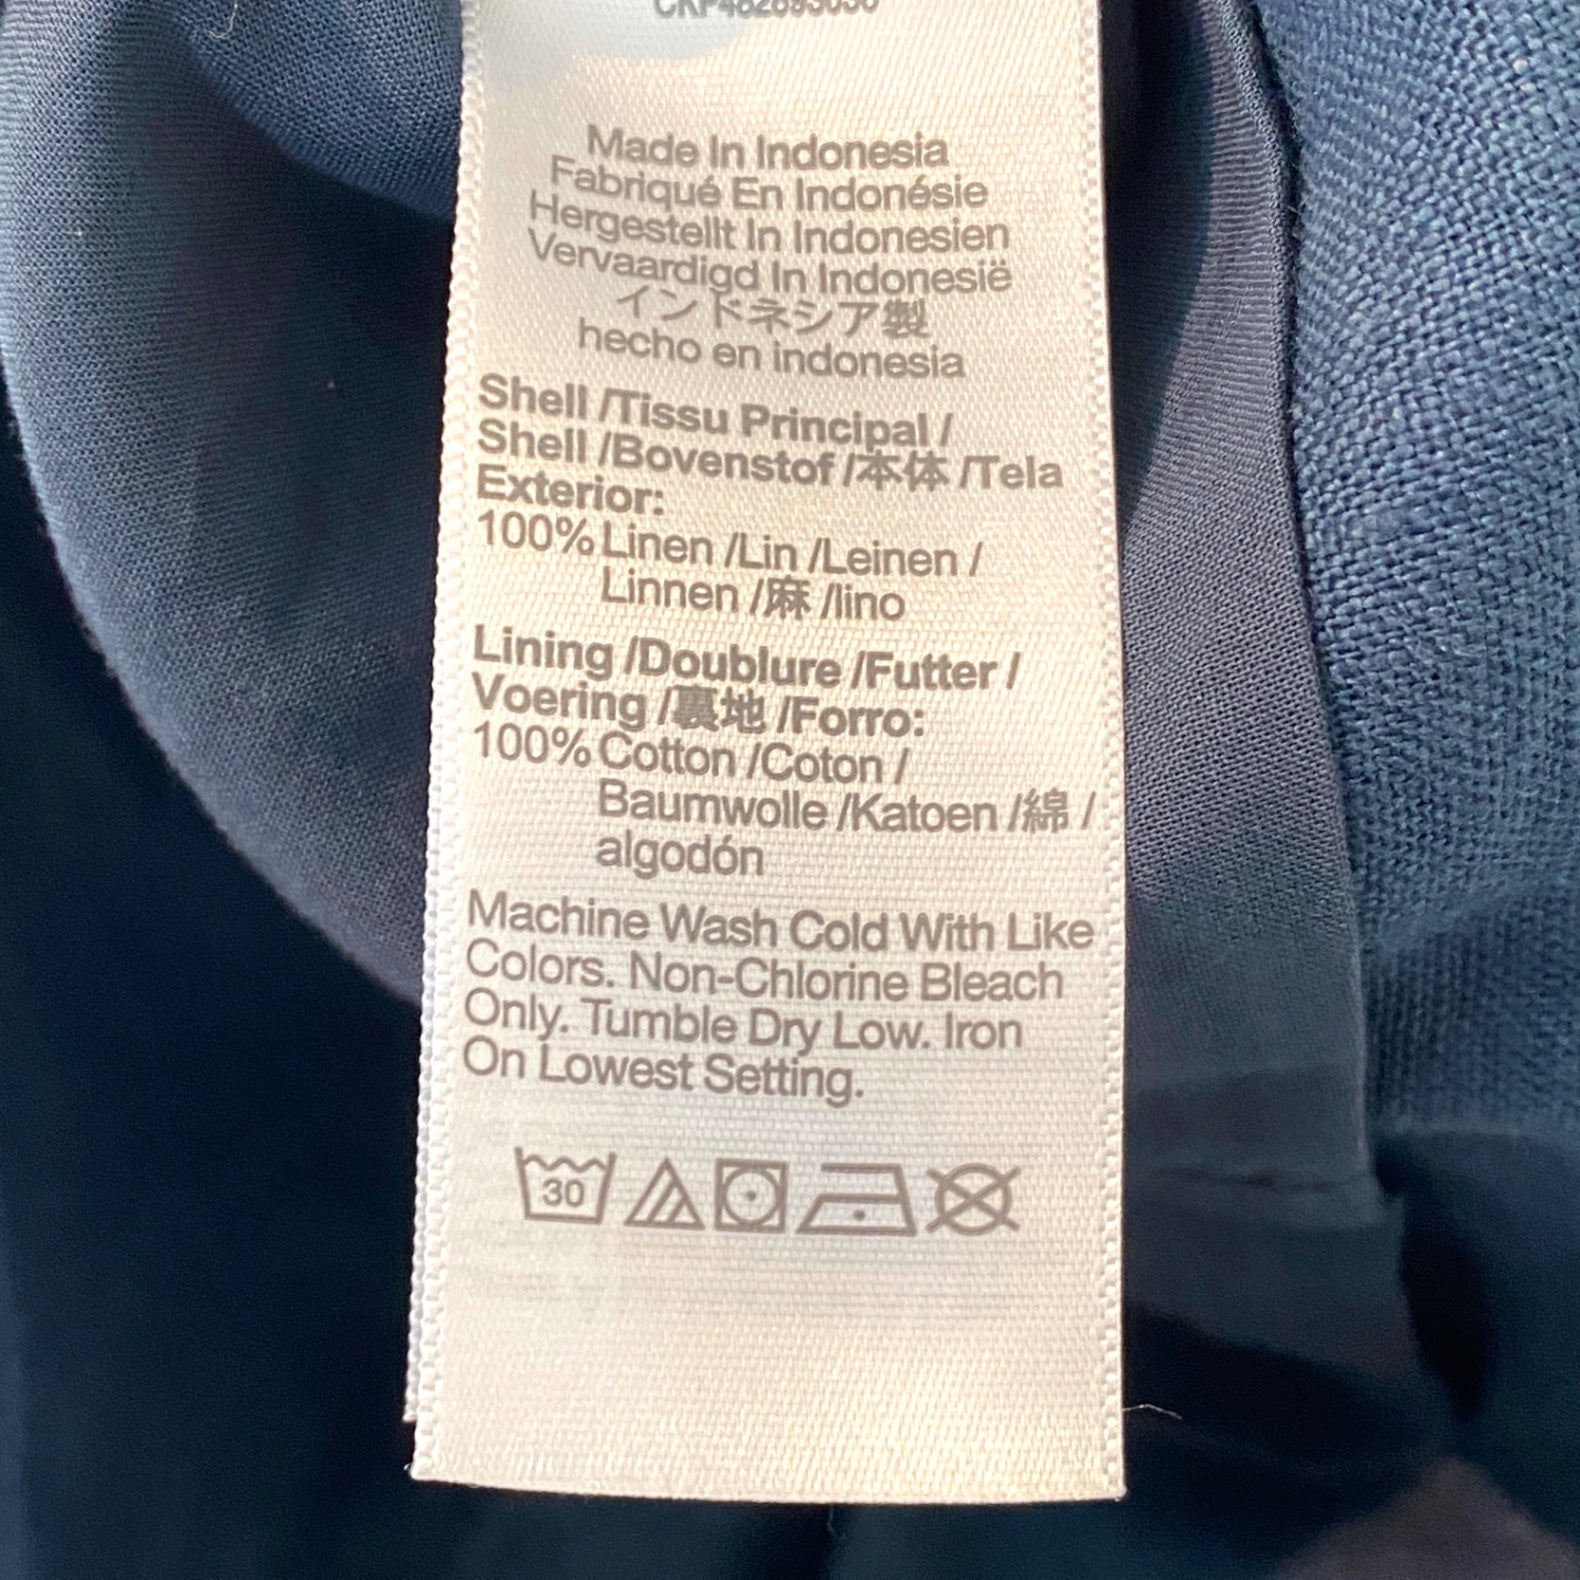 Made In Indonesia
Fabriqué En Indonésie
Hergestellt In Indonesien
Vervaardigd In Indonesië
インドネシア製
hecho en indonesia
Shell /Tissu Principal /
Shell /Bovenstof /本体 /Tela
Exterior:
100% Linen /Lin /Leinen /
Linnen /麻 /lino
Lining /Doublure /Futter /
Voering /裏地 /Forro:
100% Cotton /Coton /
Baumwolle /Katoen /綿 /
algodón
Machine Wash Cold With Like
Colors. Non-Chlorine Bleach
Only. Tumble Dry Low. Iron
On Lowest Setting.
30